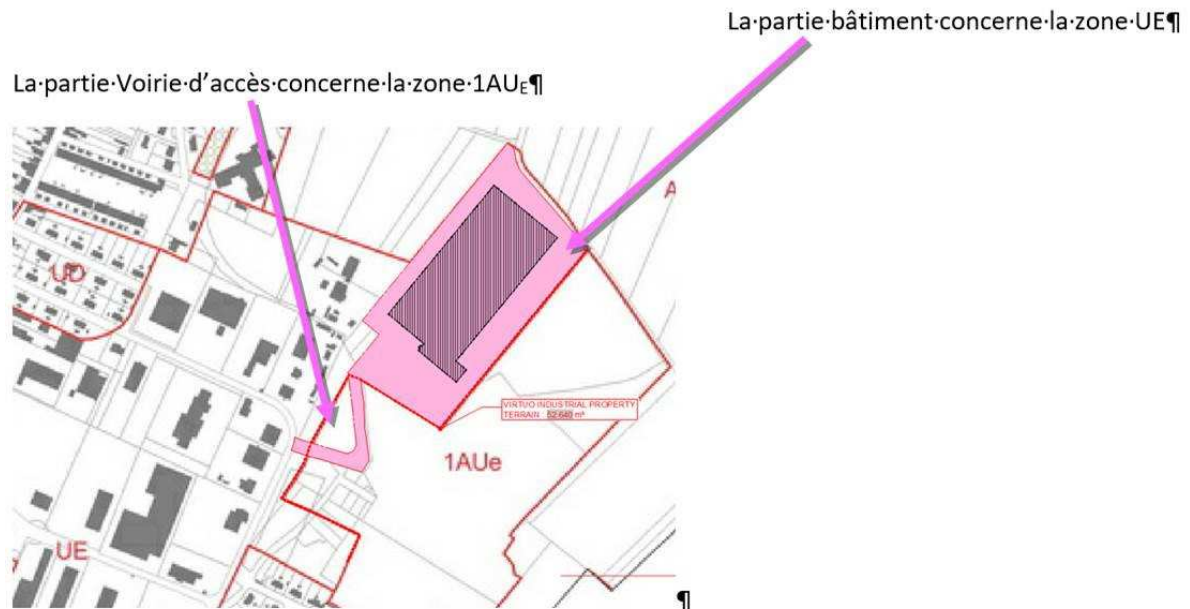 La·partie·bâtiment·concerne·la·zone·UE¶
La·partie·Voirie·d’accès·concerne·la·zone·1AUE¶
A
UD
VIRTUO INDUSTRIAL PROPERTY
TERRAIN : 52 640 m²
1AUe
UE
¶